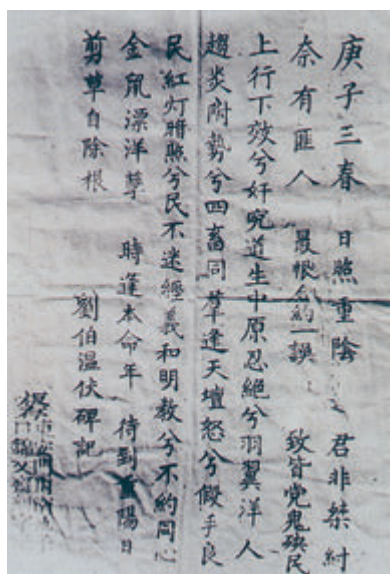 庚子三春 日照重陰 君非桀紂
奈有匪人 最恨和約一誤 致皆党鬼殃民
上行下效兮奸宄道生中原忍絕兮羽翼洋人
趨炎附勢兮四畜同羣逢天壇怒兮假手良
民紅灯腊照兮民不迷經義和明教兮不約同心
金鼠漂洋孽 時逢本命年 待到重陽日
剪草自除根
劉伯温伏碑記